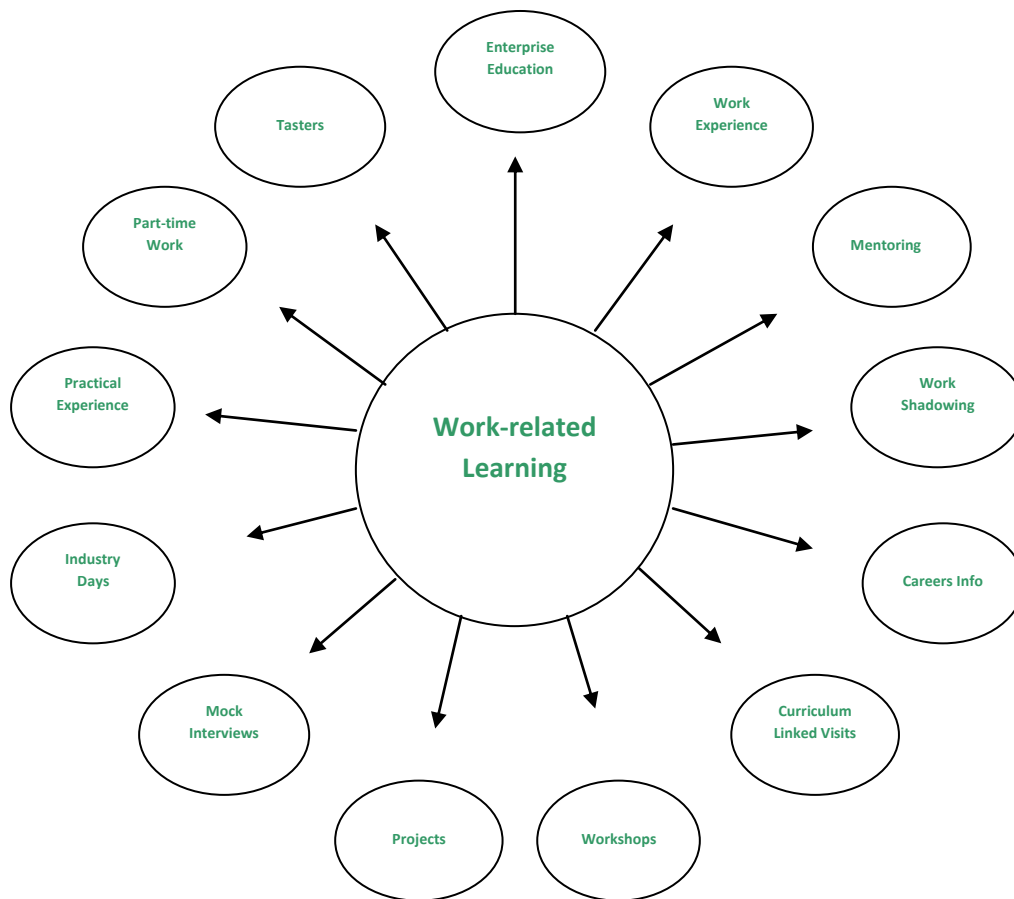 Enterprise
Education
Work
Experience
Tasters
Part-time
Work
Mentoring
Practical
Experience
Work
Shadowing
Work-related
Learning
Industry
Days
Careers Info
Mock
Interviews
Curriculum
Linked Visits
Projects
Workshops